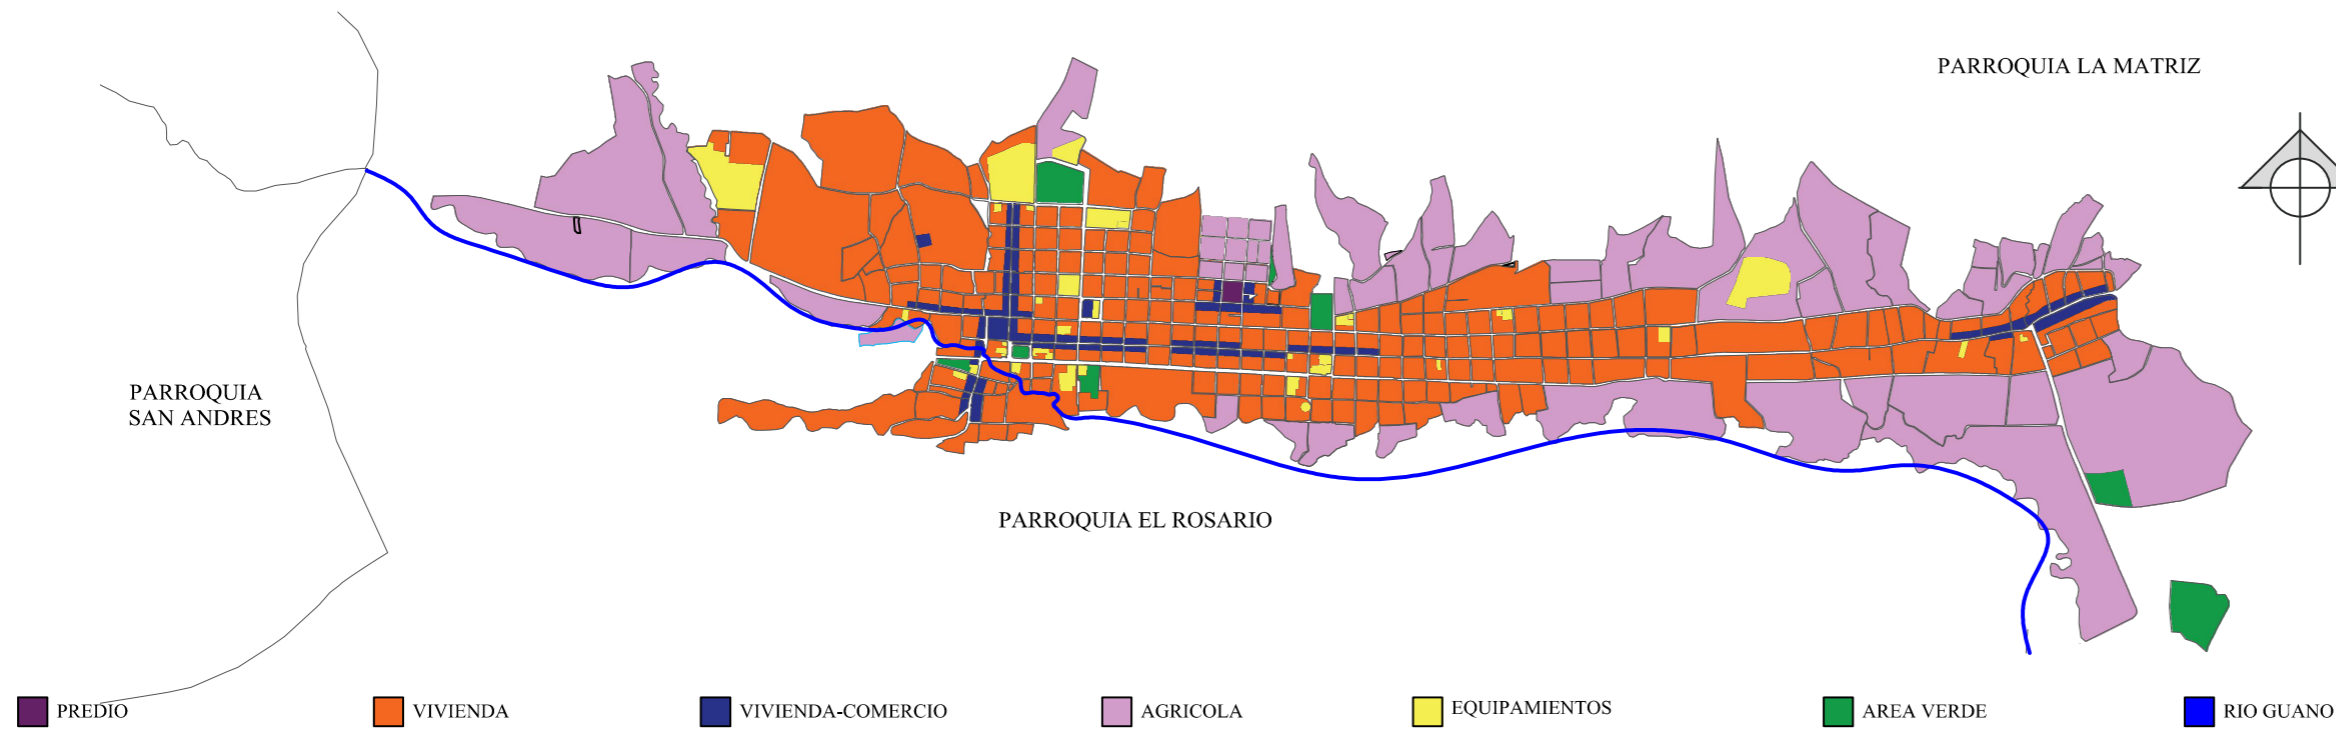 PARROQUIA LA MATRIZ
PARROQUIA
SAN ANDRES
PARROQUIA EL ROSARIO
PREDIO
VIVIENDA
VIVIENDA-COMERCIO
AGRICOLA
EQUIPAMIENTOS
AREA VERDE
RIO GUANO